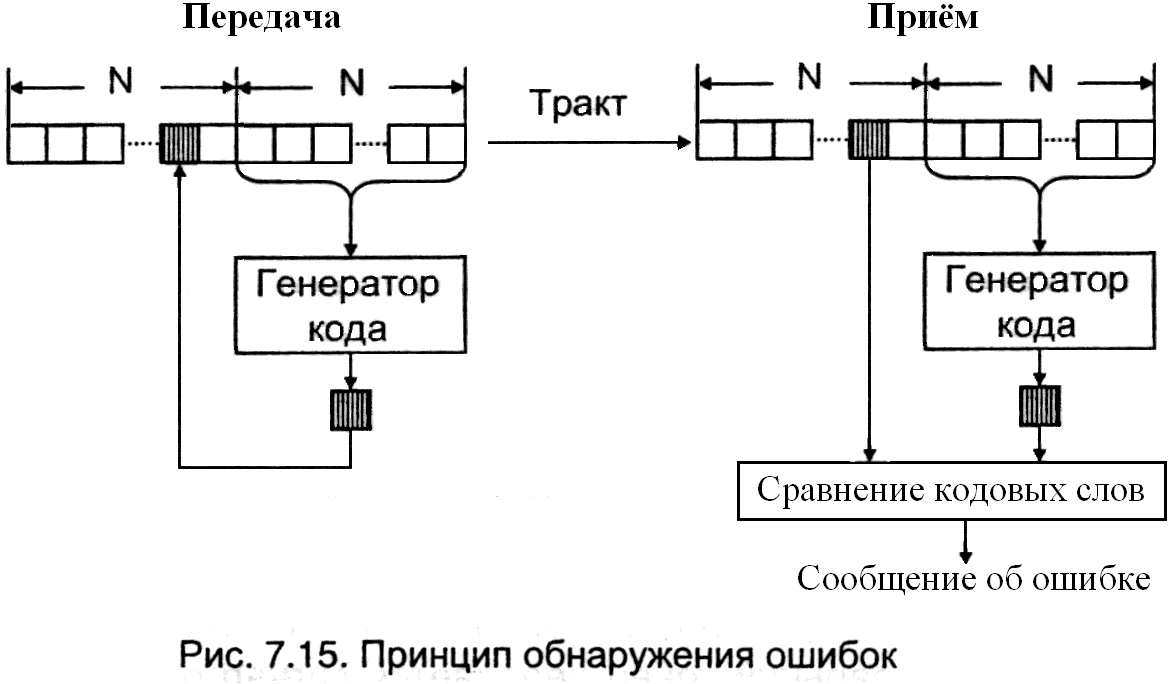 Передача
Приём
N
N
Тракт
N
N
Генератор
кода
Генератор
кода
Сравнение кодовых слов
Сообщение об ошибке
Рис. 7.15. Принцип обнаружения ошибок